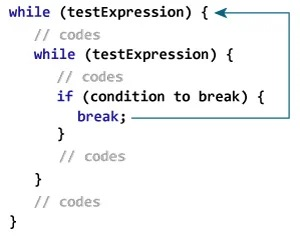 while (testExpression) {
// codes
while (testExpression) {
// codes
if (condition to break) {
break;
}
// codes
}
// codes
}